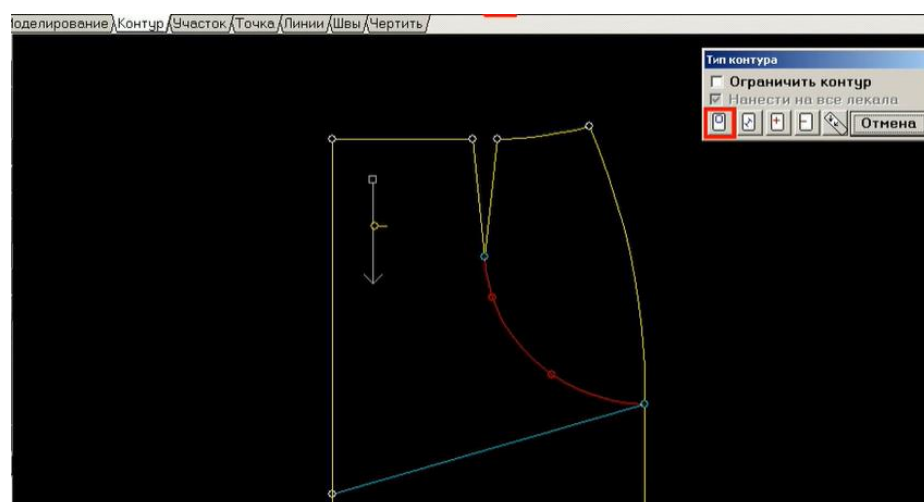 оделирование Контур Участок Точка Линии Швы Чертить
Тип контура
Ограничить контур
Нанести на все лекала
Отмена